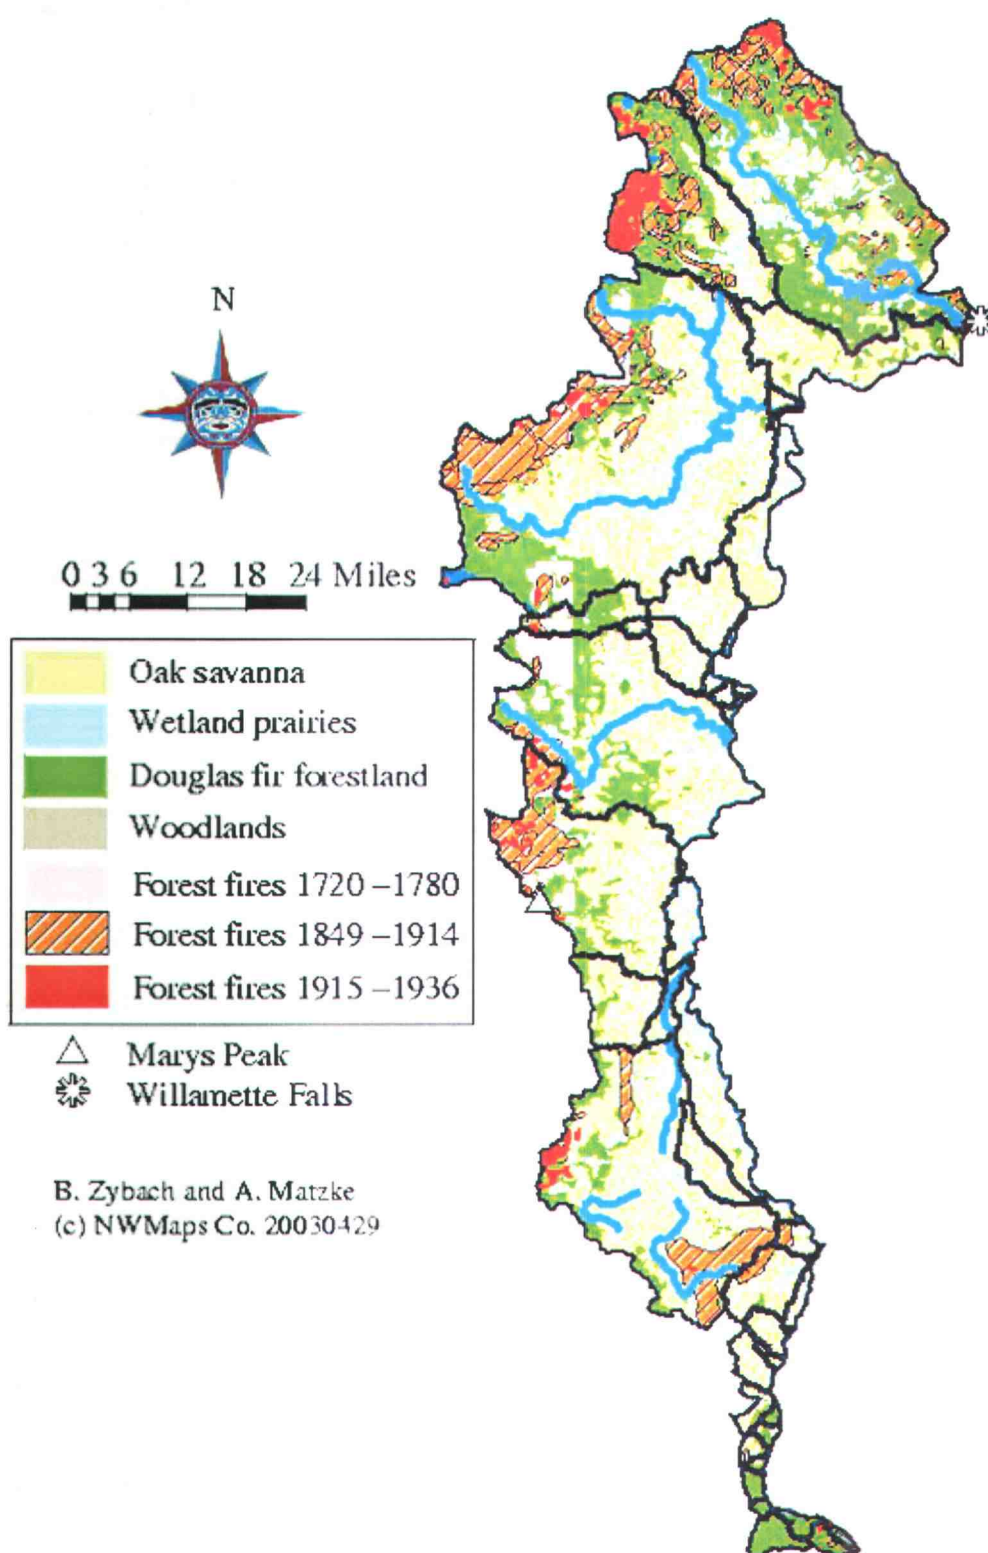 N
0 3 6 12 18 24 Miles
Oak savanna
Wetland prairies
Douglas fir forestland
Woodlands
Forest fires 1720 –1780
Forest fires 1849 –1914
Forest fires 1915 –1936
Marys Peak
Willamette Falls
B. Zybach and A. Matzke
(c) NWMaps Co. 20030429